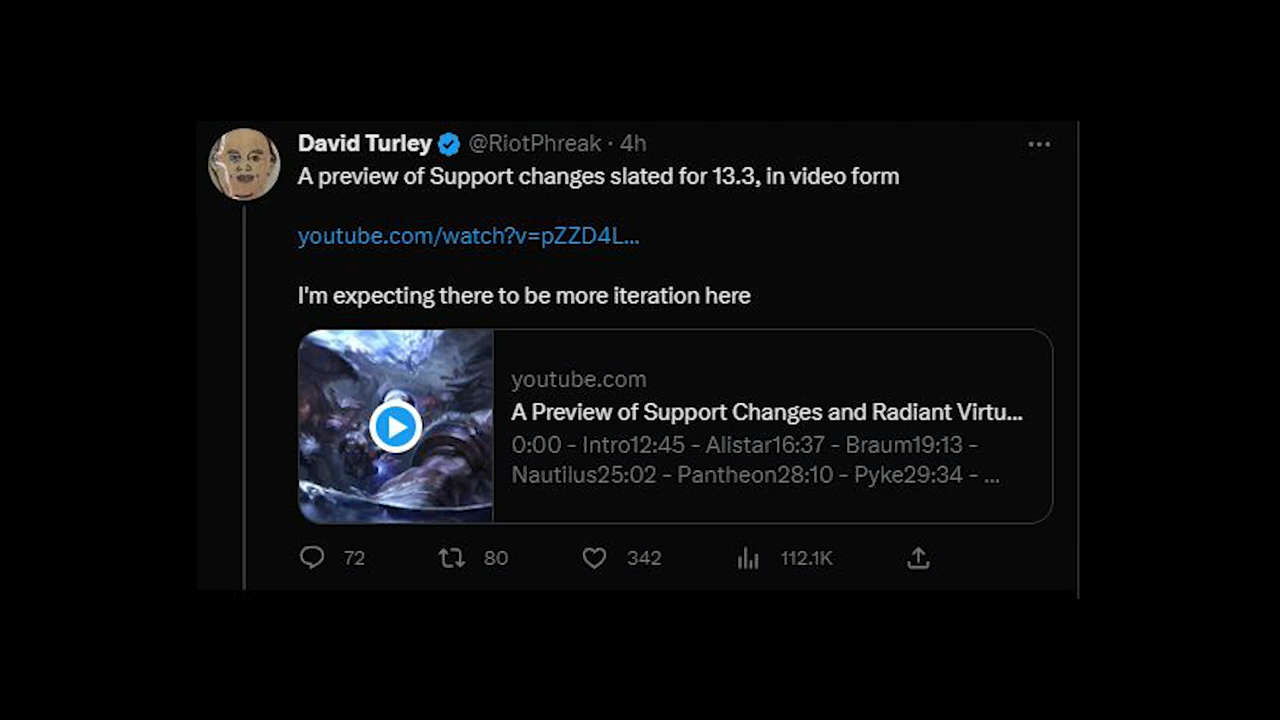 David Turley @RiotPhreak · 4h
A preview of Support changes slated for 13.3, in video form
youtube.com/watch?v=pZZD4L...
I'm expecting there to be more iteration here
youtube.com
A Preview of Support Changes and Radiant Virtu...
0:00 - Intro12:45 - Alistar16:37 - Braum19:13 -
Nautilus25:02 - Pantheon28:10 - Pyke29:34 - ...
72 80 342 112.1K